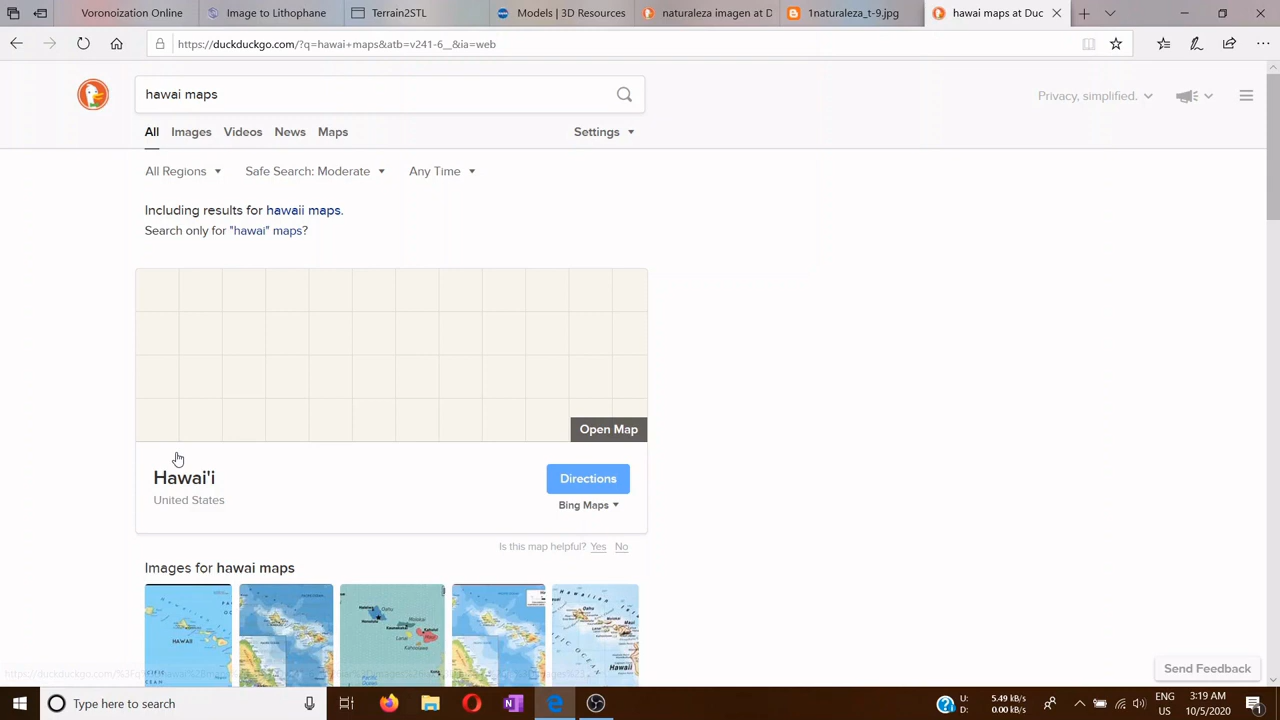 Voronoization Online
Image to Lithophane
Terrain2STL
Models | 3D Resources
naturaleza imagen at D
1naturaleza_t-9.jpg
hawai maps at Duc
https://duckduckgo.com/?q=hawai+maps&atb=v241-6__&ia=web
hawai maps
Privacy, simplified.
All Images Videos News Maps
Settings
All Regions
Safe Search: Moderate
Any Time
Including results for hawaii maps.
Search only for "hawai" maps?
Open Map
Hawai'i
United States
Directions
Bing Maps
Is this map helpful? Yes No
Images for hawai maps
HAWAII
Oahu
Hawaii
Send Feedback
Type here to search
U: 5.49 kB/s
D: 0.00 kB/s
ENG
US
3:19 AM
10/5/2020